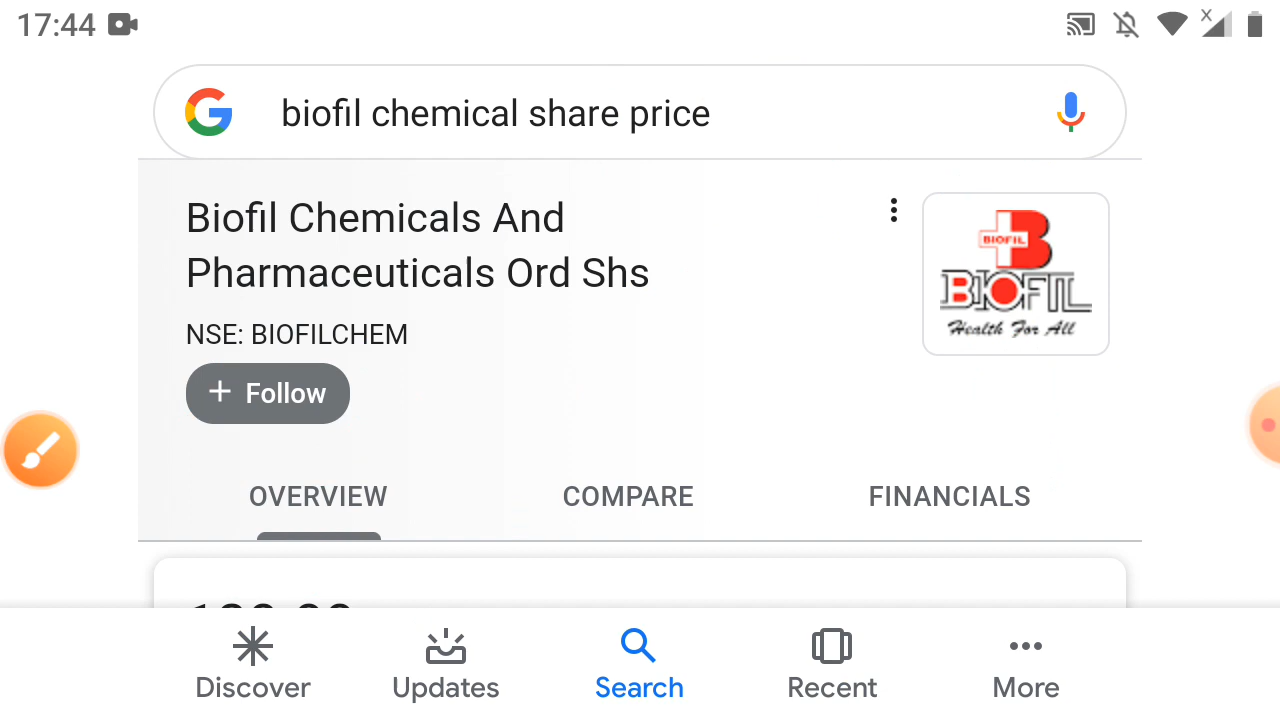 17:44
X
biofil chemical share price
Biofil Chemicals And
Pharmaceuticals Ord Shs
BIOFIL
BIOFIL
Health For All
NSE: BIOFILCHEM
+ Follow
OVERVIEW COMPARE FINANCIALS
Discover Updates Search Recent More